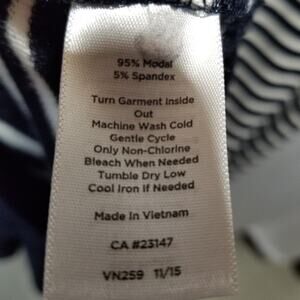 95% Modal
5% Spandex
Turn Garment Inside
Out
Machine Wash Cold
Gentle Cycle
Only Non-Chlorine
Bleach When Needed
Tumble Dry Low
Cool Iron if Needed
Made In Vietnam
CA #23147
VN259 11/15